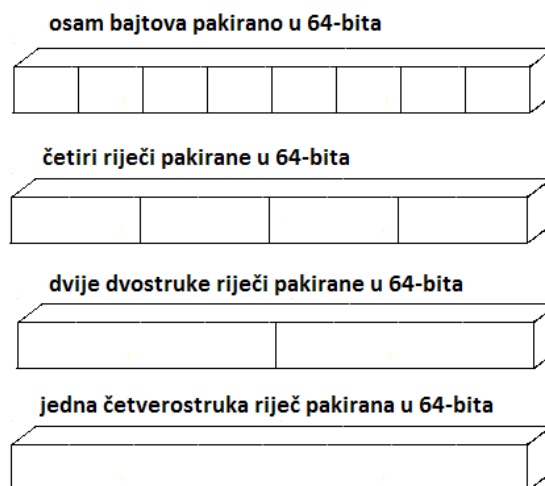 osam bajtova pakirano u 64-bita
četiri riječi pakirane u 64-bita
dvije dvostruke riječi pakirane u 64-bita
jedna četverostruka riječ pakirana u 64-bita